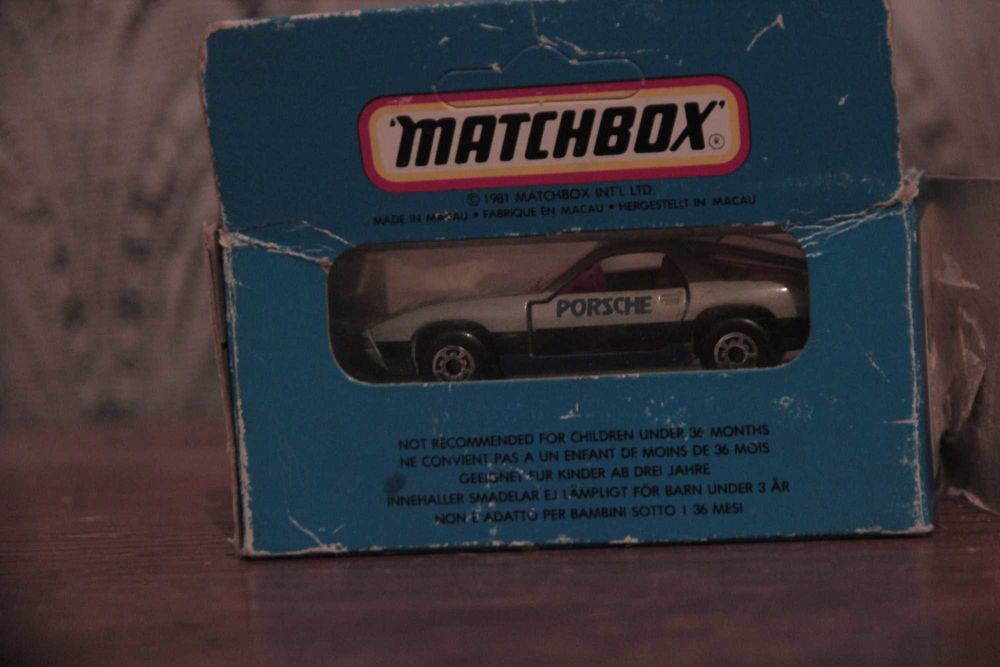 'MATCHBOX'®
© 1981 MATCHBOX INT'L LTD.
MADE IN MACAU • FABRIQUE EN MACAU • HERGESTELLT IN MACAU
PORSCHE
NOT RECOMMENDED FOR CHILDREN UNDER 36 MONTHS
NE CONVIENT PAS A UN ENFANT DE MOINS DE 36 MOIS
GEEIGNET FUR KINDER AB DREI JAHRE
INNEHALLER SMADELAR EJ LÄMPLIGT FÖR BARN UNDER 3 ÅR
NON E ADATTO PER BAMBINI SOTTO I 36 MESI